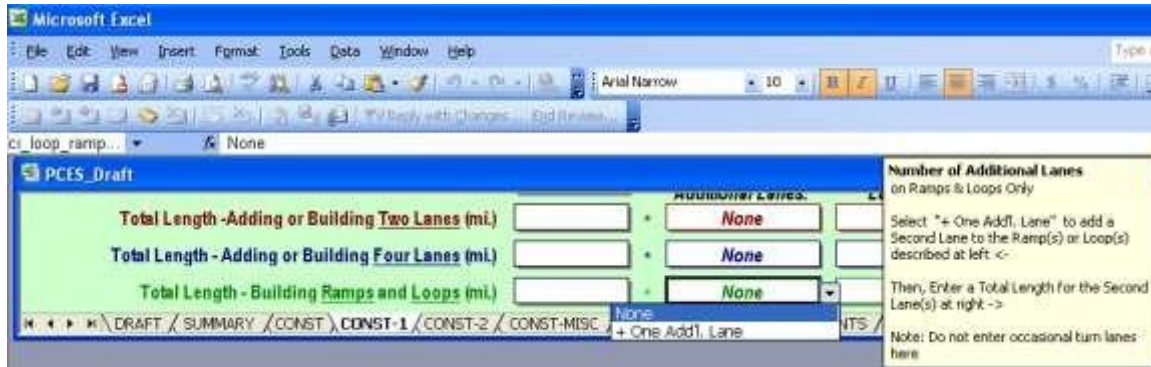 Microsoft Excel
File Edit View Insert Format Tools Data Window Help
Type
Arial Narrow 10 B I U $ %
Reply with Changes... End Review...
None
PCES_Draft
Additional Lanes:
Total Length -Adding or Building Two Lanes (mi.) None
Total Length - Adding or Building Four Lanes (mi.) None
Total Length - Building Ramps and Loops (mi.) None
None
+ One Add'l. Lane
DRAFT SUMMARY CONST CONST-1 CONST-2 CONST-MISC NTS
Number of Additional Lanes
on Ramps & Loops Only
Select "+ One Add'l. Lane" to add a
Second Lane to the Ramp(s) or Loop(s)
described at left <-
Then, Enter a Total Length for the Second
Lane(s) at right ->
Note: Do not enter occasional turn lanes
here